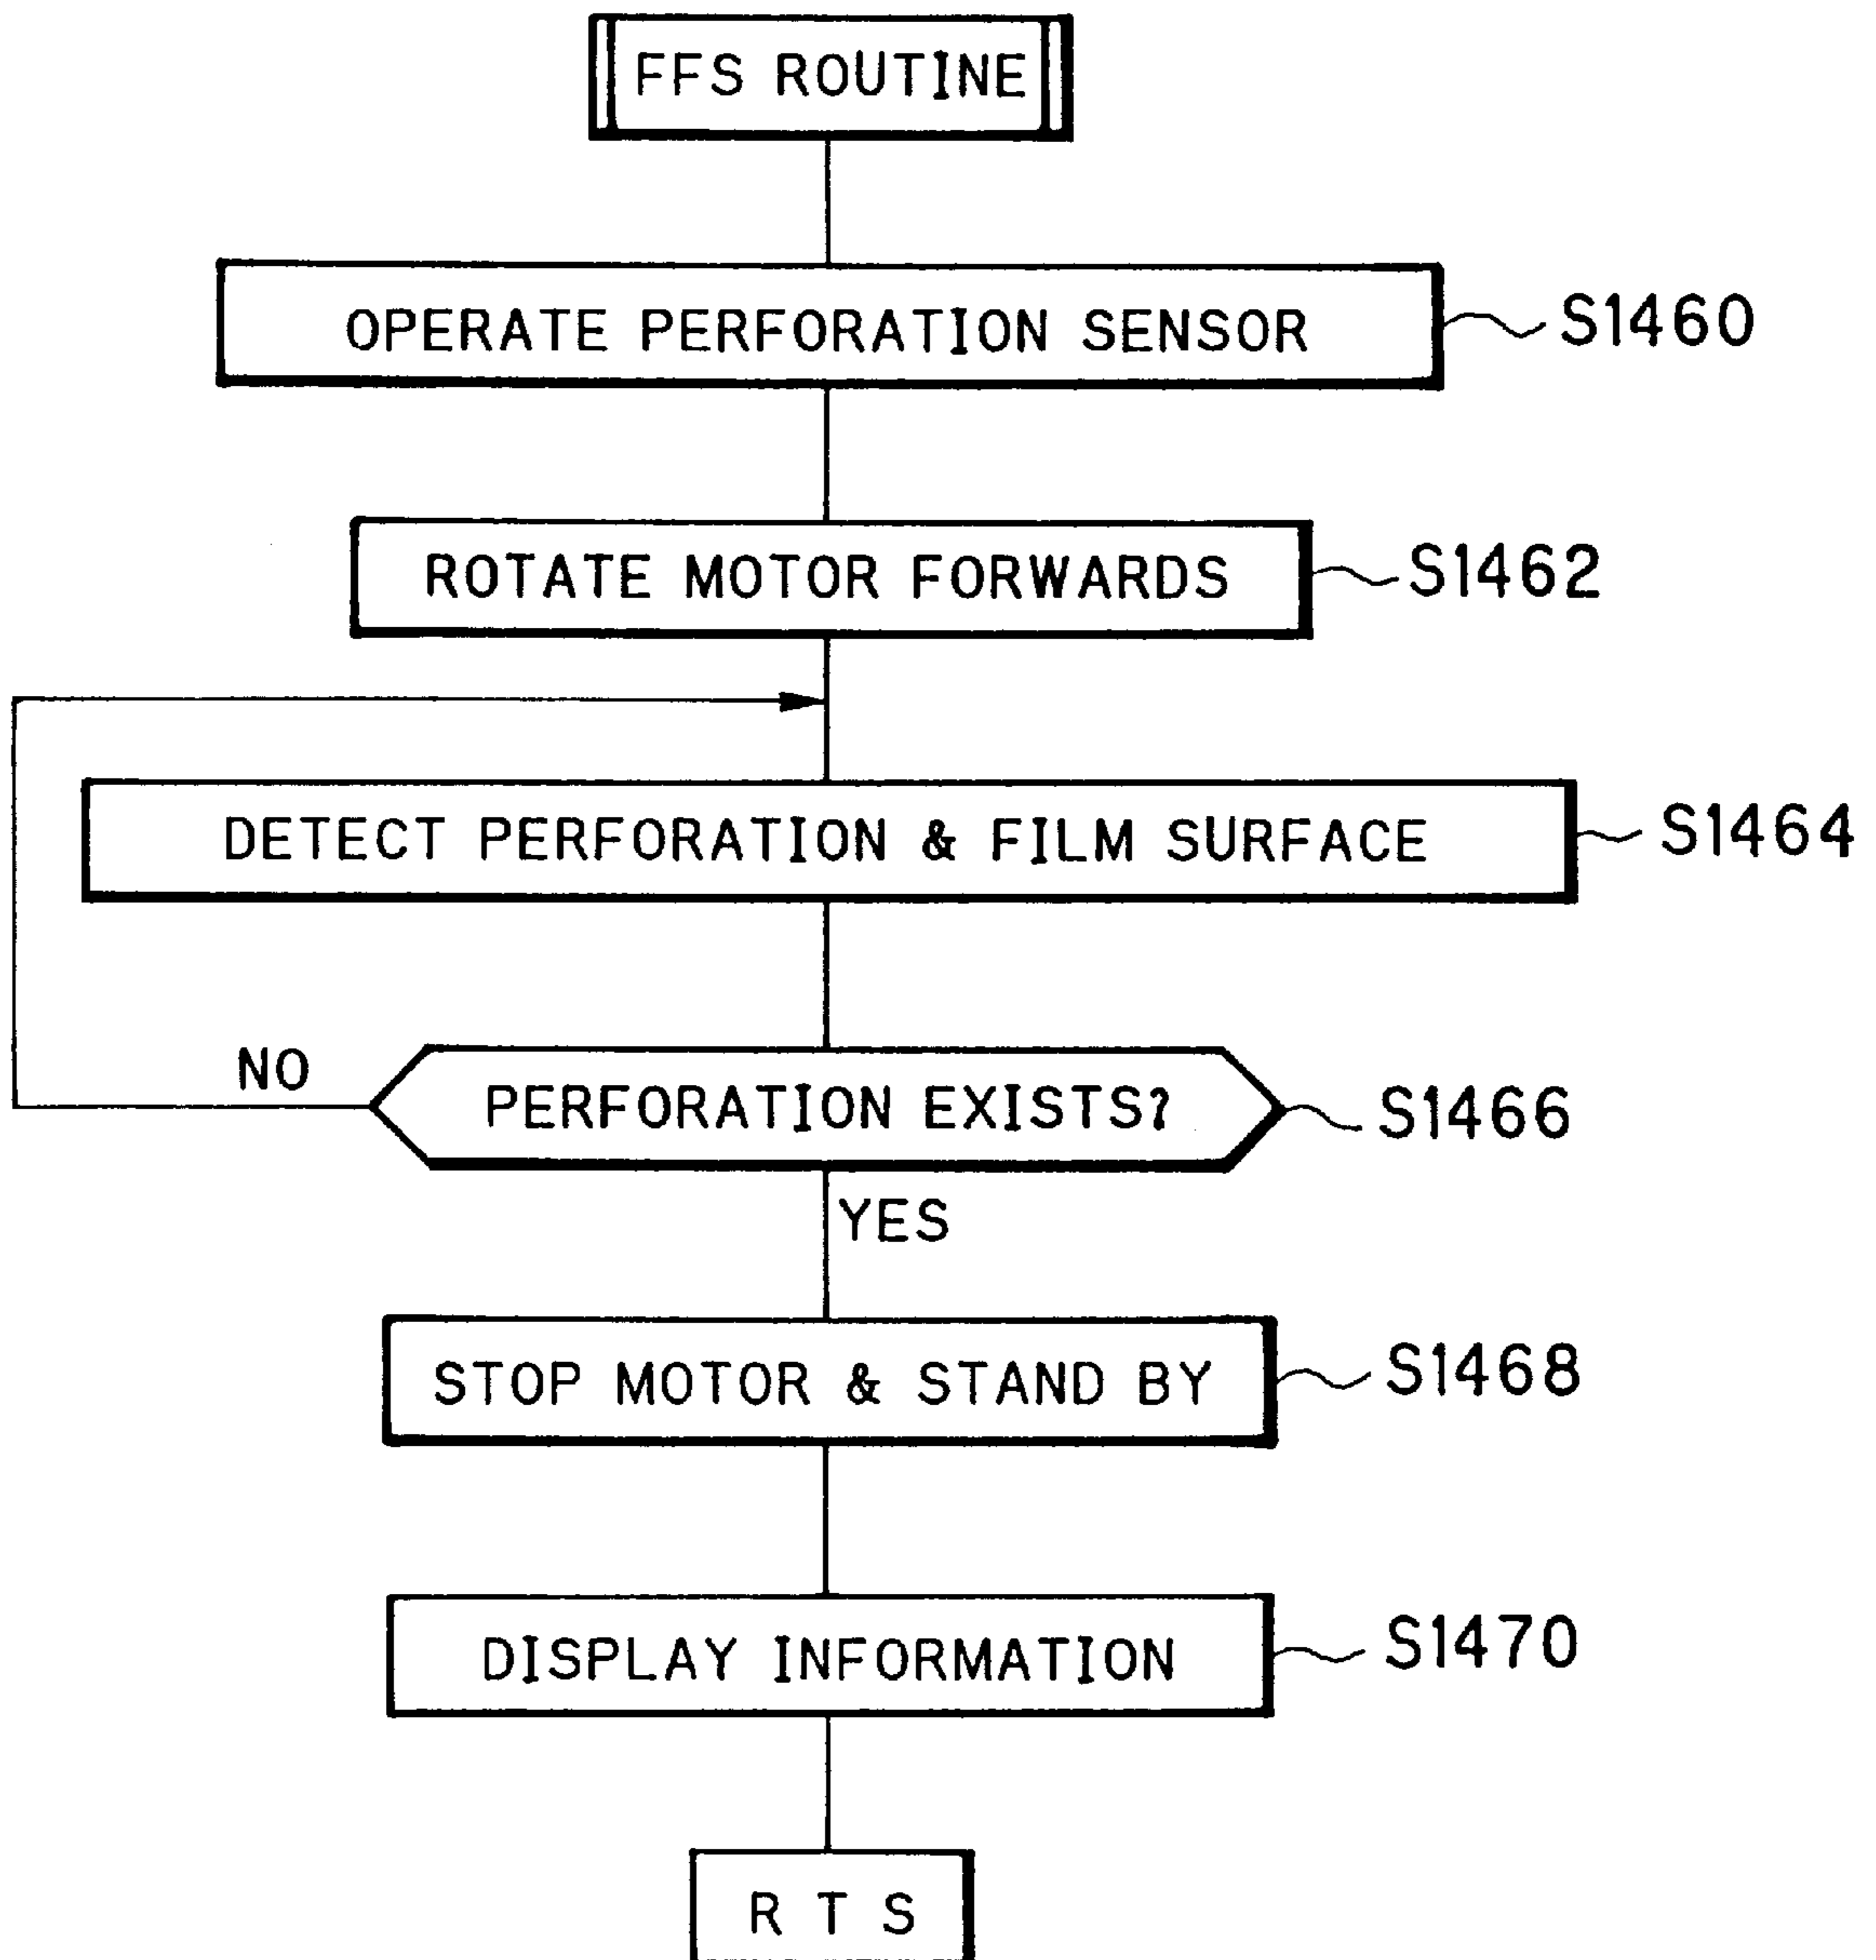 FFS ROUTINE
OPERATE PERFORATION SENSOR
S1460
ROTATE MOTOR FORWARDS
S1462
DETECT PERFORATION & FILM SURFACE
S1464
NO
PERFORATION EXISTS?
S1466
YES
STOP MOTOR & STAND BY
S1468
DISPLAY INFORMATION
S1470
R T S